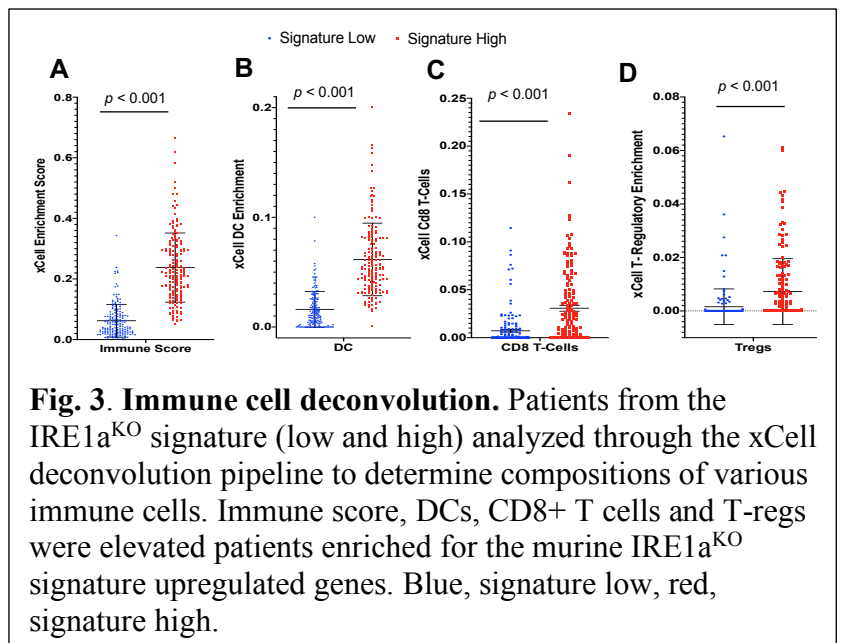 Signature Low Signature High
A B C D
p < 0.001 p < 0.001 p < 0.001 p < 0.001
xCell Enrichment Score
0.8
0.6
0.4
0.2
0.0
Immune Score
xCell DC Enrichment
0.2
0.1
0.0
DC
xCell Cd8 T-Cells
0.25
0.20
0.15
0.10
0.05
0.00
CD8 T-Cells
xCell T- Regulatory Enrichment
0.08
0.06
0.04
0.02
0.00
Tregs
Fig. 3. Immune cell deconvolution. Patients from the
IRE1a^KO signature (low and high) analyzed through the xCell
deconvolution pipeline to determine compositions of various
immune cells. Immune score, DCs, CD8+ T cells and T-regs
were elevated patients enriched for the murine IRE1a^KO
signature upregulated genes. Blue, signature low, red,
signature high.